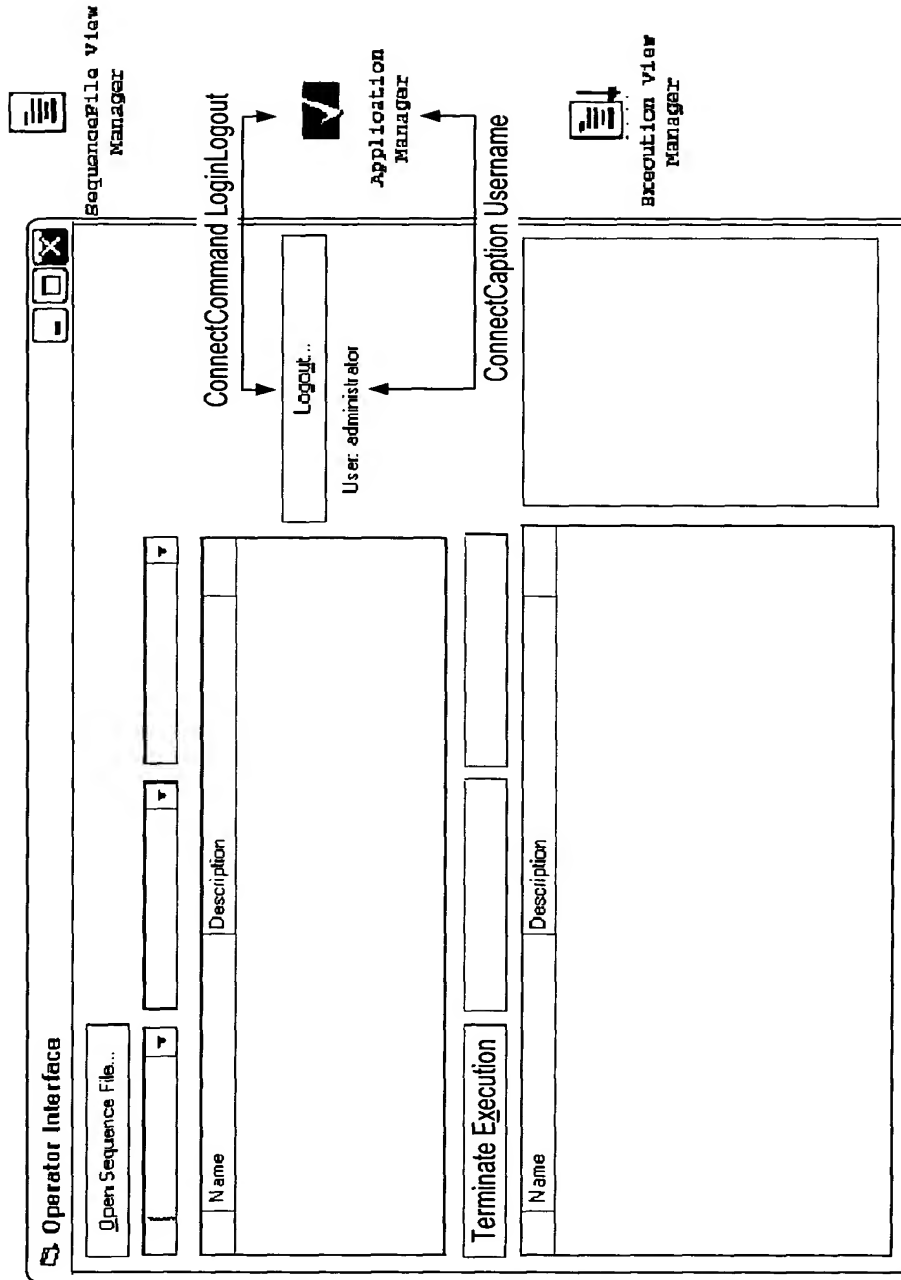 Operator Interface
Open Sequence File...
Name
Description
Terminate Execution
Name
Description
Logout...
User: administrator
ConnectCommand LoginLogout
ConnectCaption Username
SequenceFile View
Manager
Application
Manager
Execution View
Manager